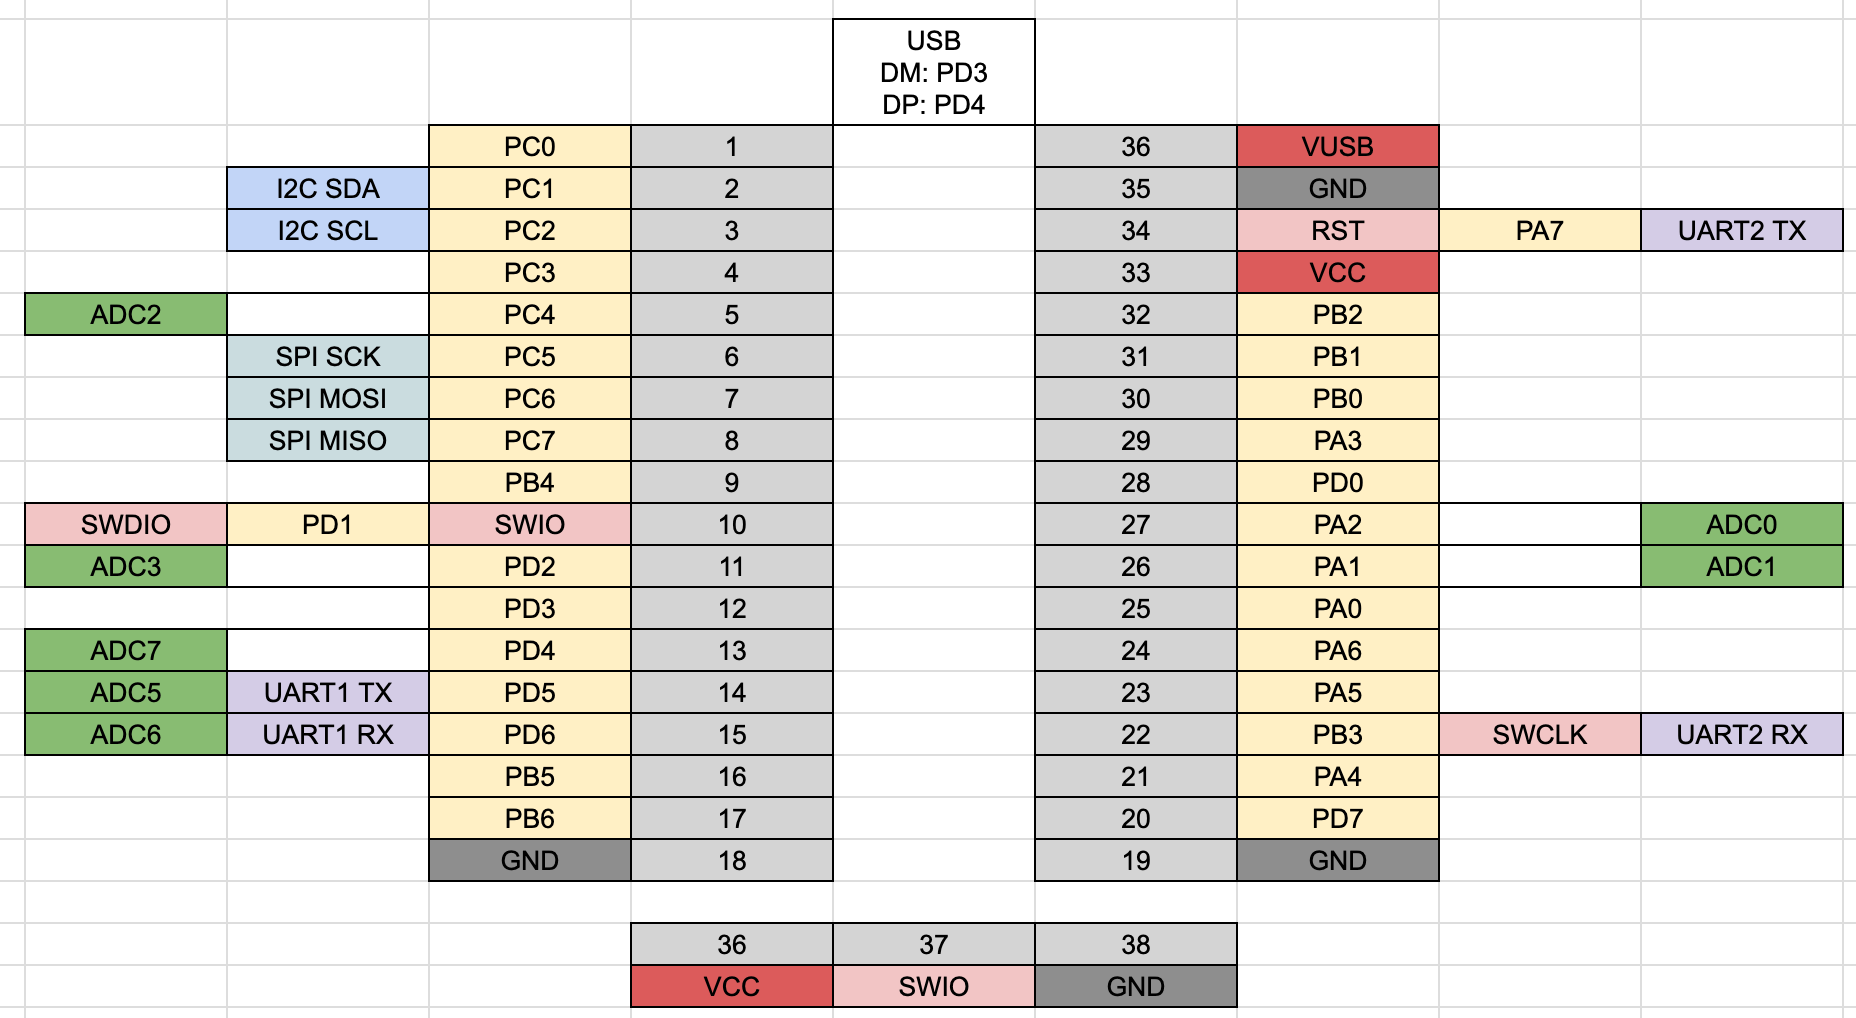 USB
DM: PD3
DP: PD4
PC0 1 36 VUSB
I2C SDA PC1 2 35 GND
I2C SCL PC2 3 34 RST PA7 UART2 TX
PC3 4 33 VCC
ADC2 PC4 5 32 PB2
SPI SCK PC5 6 31 PB1
SPI MOSI PC6 7 30 PB0
SPI MISO PC7 8 29 PA3
PB4 9 28 PD0
SWDIO PD1 SWIO 10 27 PA2 ADC0
ADC3 PD2 11 26 PA1 ADC1
PD3 12 25 PA0
ADC7 PD4 13 24 PA6
ADC5 UART1 TX PD5 14 23 PA5
ADC6 UART1 RX PD6 15 22 PB3 SWCLK UART2 RX
PB5 16 21 PA4
PB6 17 20 PD7
GND 18 19 GND
36 37 38
VCC SWIO GND